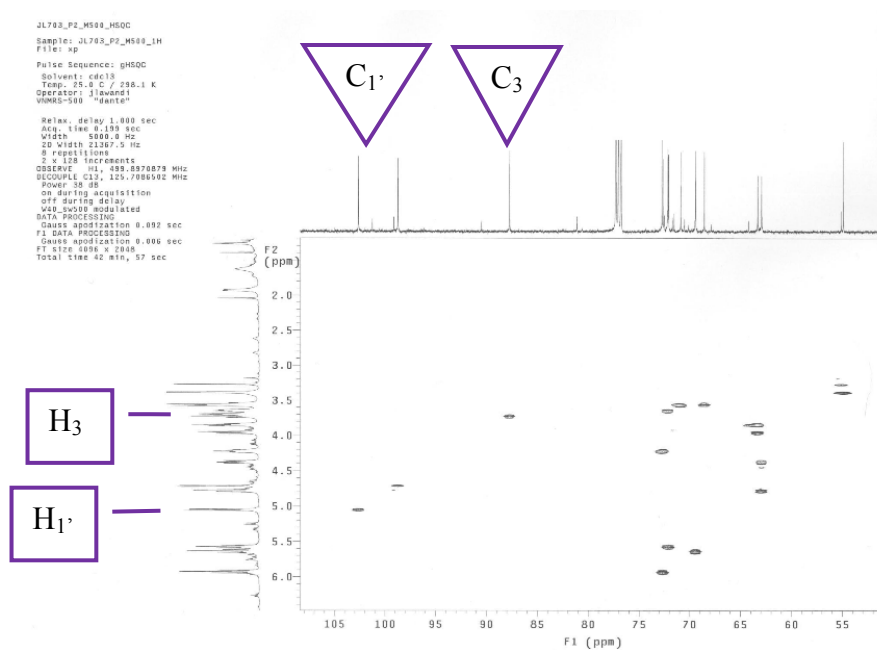 JL703_P2_M500_HSQC
Sample: JL703_P2_M500_1H
File: xp
Pulse Sequence: gHSQC
Solvent: cdcl3
Temp. 25.0 C / 298.1 K
Operator: jlawandi
VNMRS-500 "dante"
Relax. delay 1.000 sec
Acq. time 0.199 sec
Width 5000.0 Hz
2D Width 21367.5 Hz
8 repetitions
2 x 128 increments
OBSERVE H1, 499.8970879 MHz
DECOUPLE C13, 125.7086502 MHz
Power 38 dB
on during acquisition
off during delay
W40_sw500 modulated
DATA PROCESSING
Gauss apodization 0.092 sec
F1 DATA PROCESSING
Gauss apodization 0.006 sec
FT size 4096 x 2048
Total time 42 min, 57 sec
C1’
C3
H3
H1’
F2
(ppm)
2.0
2.5
3.0
3.5
4.0
4.5
5.0
5.5
6.0
105 100 95 90 85 80 75 70 65 60 55
F1 (ppm)